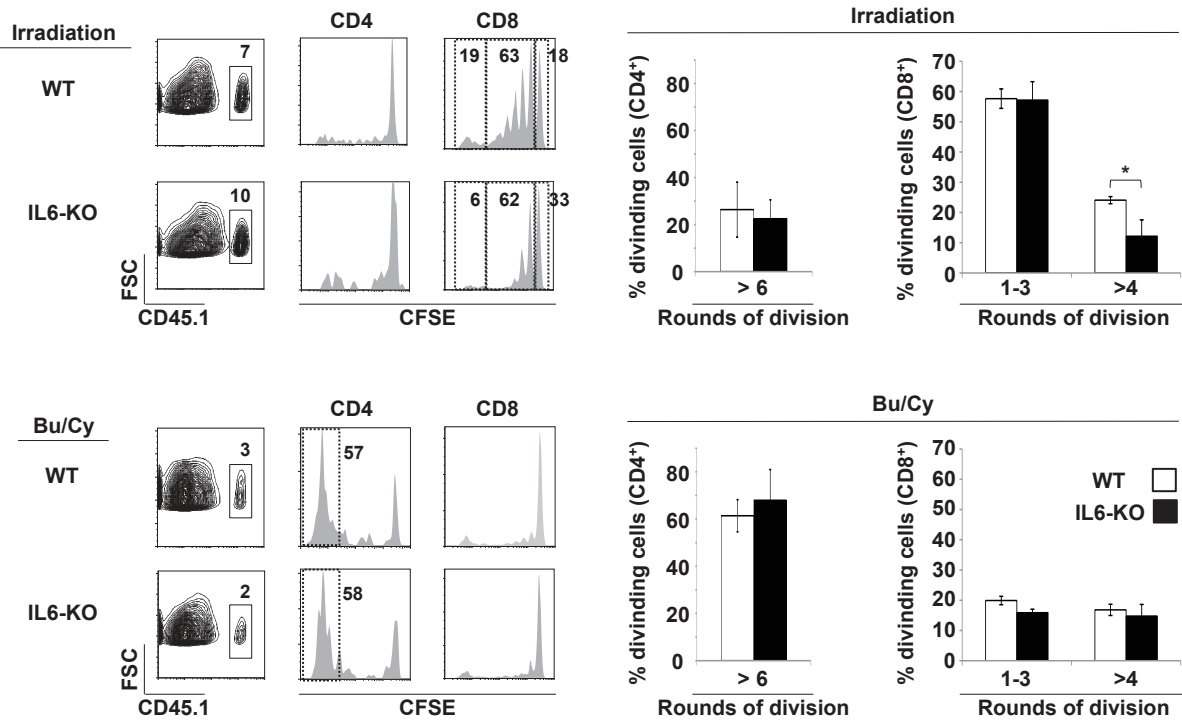 Irradiation
CD4
CD8
WT
7
19 63 18
IL6-KO
10
6 62 33
FSC
CD45.1
CFSE
Irradiation
% divinding cells (CD4+)
80
60
40
20
0
> 6
Rounds of division
% divinding cells (CD8+)
70
60
50
40
30
20
10
0
*
1-3 >4
Rounds of division
Bu/Cy
CD4
CD8
WT
3
57
IL6-KO
2
58
FSC
CD45.1
CFSE
Bu/Cy
% divinding cells (CD4+)
80
60
40
20
0
> 6
Rounds of division
% divinding cells (CD8+)
70
60
50
40
30
20
10
0
WT
IL6-KO
1-3 >4
Rounds of division